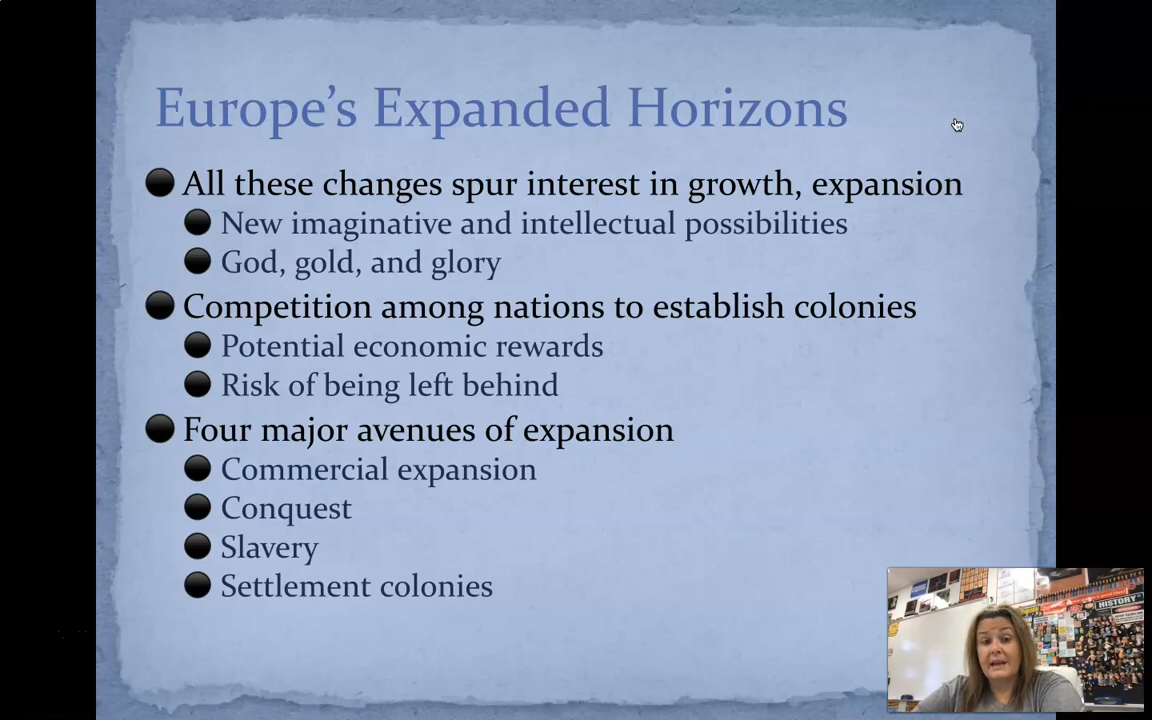 Europe's Expanded Horizons
All these changes spur interest in growth, expansion
New imaginative and intellectual possibilities
God, gold, and glory
Competition among nations to establish colonies
Potential economic rewards
Risk of being left behind
Four major avenues of expansion
Commercial expansion
Conquest
Slavery
Settlement colonies
HISTORY